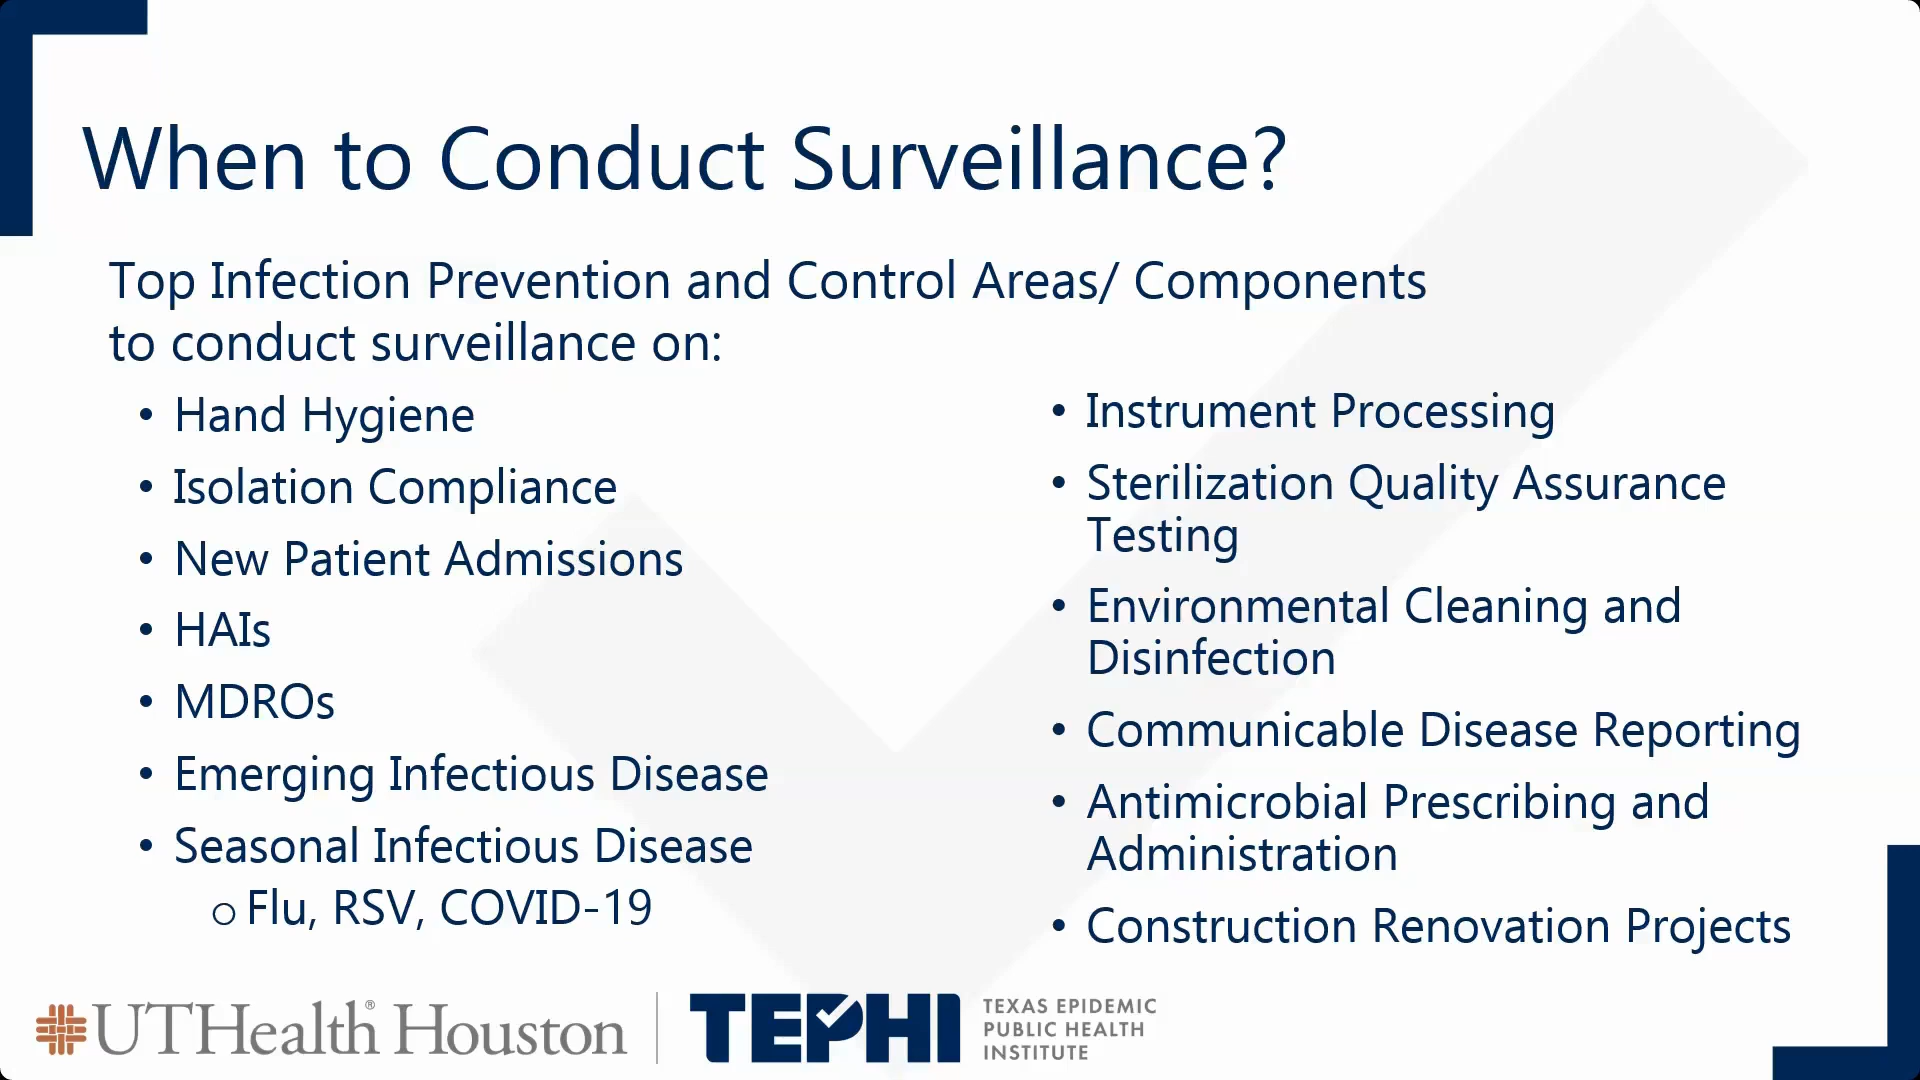 When to Conduct Surveillance?
Top Infection Prevention and Control Areas/ Components
to conduct surveillance on:
• Hand Hygiene
• Isolation Compliance
• New Patient Admissions
• HAIs
• MDROs
• Emerging Infectious Disease
• Seasonal Infectious Disease
o Flu, RSV, COVID-19
• Instrument Processing
• Sterilization Quality Assurance
Testing
• Environmental Cleaning and
Disinfection
• Communicable Disease Reporting
• Antimicrobial Prescribing and
Administration
• Construction Renovation Projects
UTHealth® Houston
TEPHI
TEXAS EPIDEMIC
PUBLIC HEALTH
INSTITUTE